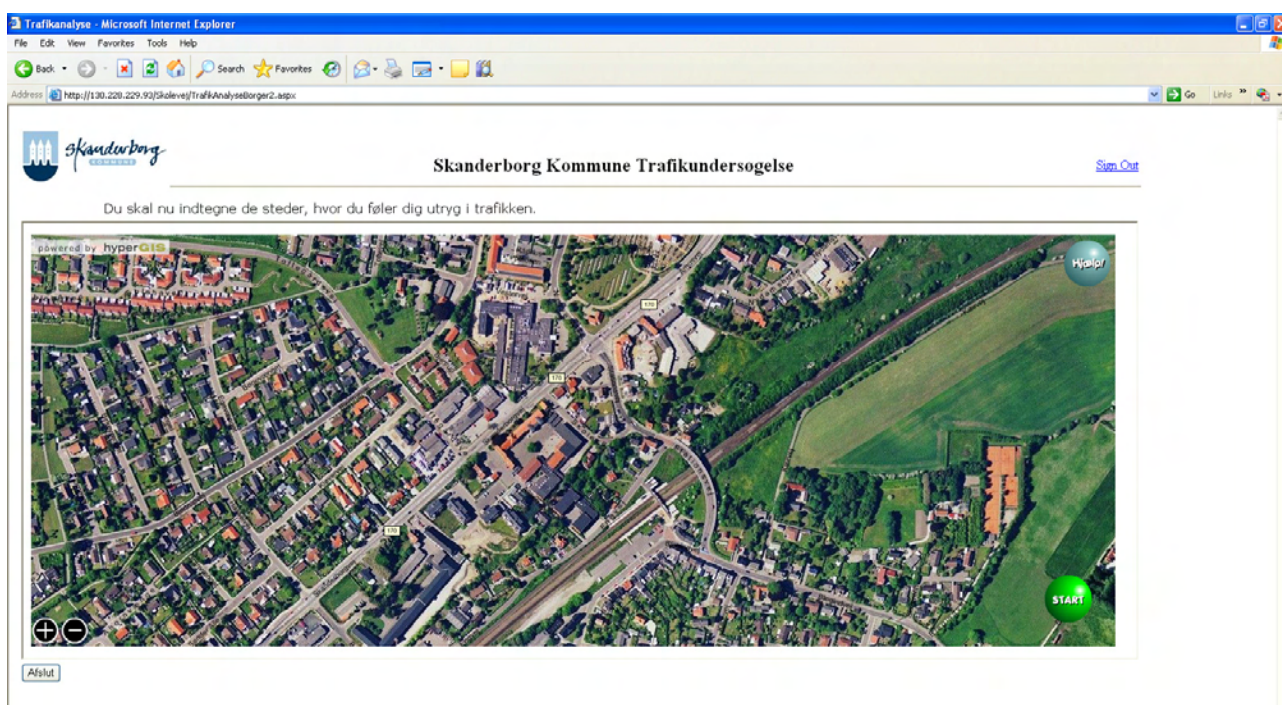 Trafikanalyse - Microsoft Internet Explorer
File Edit View Favorites Tools Help
Back Search Favorites
Address http://130.228.229.93/Skolevej/TrafikAnalyseBorger2.aspx Go Links »
Skanderborg
KOMMUNE
Skanderborg Kommune Trafikundersogelse
Sign Out
Du skal nu indtegne de steder, hvor du føler dig utryg i trafikken.
powered by hyperGIS
Hjælp!
170
170
170
START
Afslut